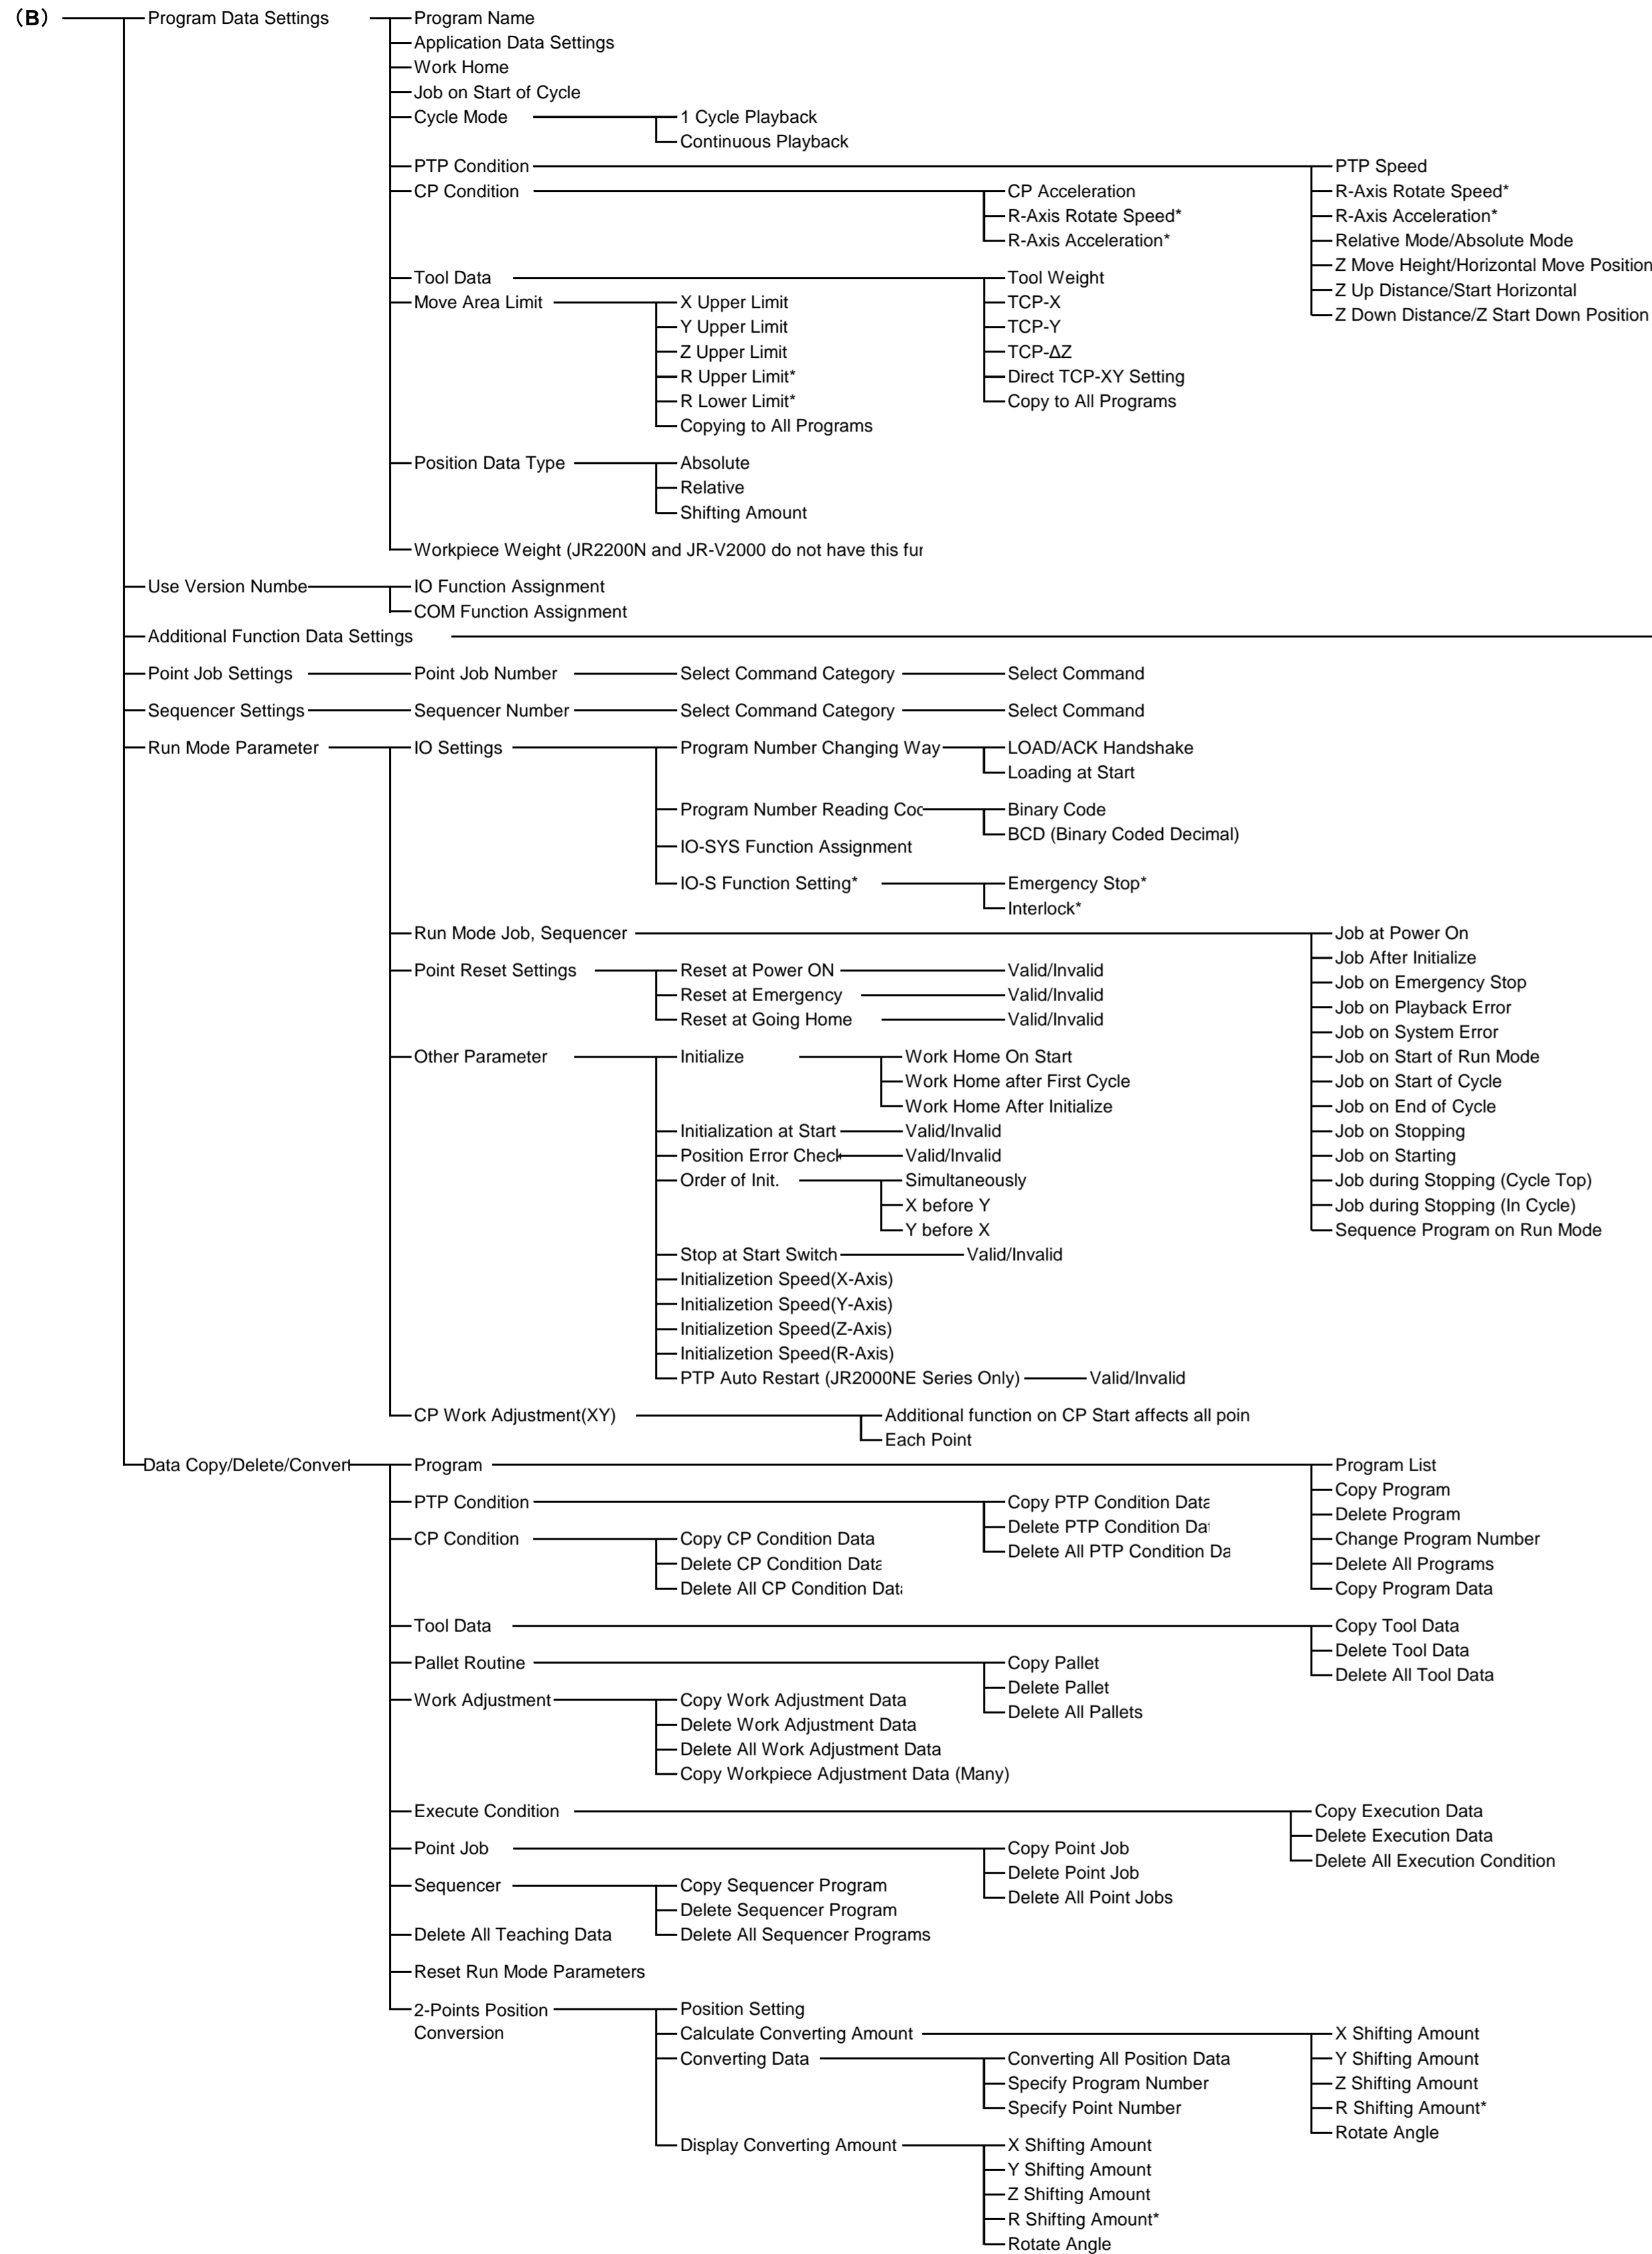 (B) Program Data Settings Program Name
Application Data Settings
Work Home
Job on Start of Cycle
Cycle Mode 1 Cycle Playback
Continuous Playback
PTP Condition PTP Speed
CP Condition CP Acceleration R-Axis Rotate Speed*
R-Axis Rotate Speed* R-Axis Acceleration*
R-Axis Acceleration* Relative Mode/Absolute Mode
Z Move Height/Horizontal Move Position
Tool Data Tool Weight
Z Up Distance/Start Horizontal
Move Area Limit X Upper Limit TCP-X
Z Down Distance/Z Start Down Position
Y Upper Limit TCP-Y
Z Upper Limit TCP-ΔZ
R Upper Limit* Direct TCP-XY Setting
R Lower Limit* Copy to All Programs
Copying to All Programs
Position Data Type Absolute
Relative
Shifting Amount
Workpiece Weight (JR2200N and JR-V2000 do not have this fur
Use Version Numbe IO Function Assignment
COM Function Assignment
Additional Function Data Settings
Point Job Settings Point Job Number Select Command Category Select Command
Sequencer Settings Sequencer Number Select Command Category Select Command
Run Mode Parameter IO Settings Program Number Changing Way LOAD/ACK Handshake
Loading at Start
Program Number Reading Coc Binary Code
BCD (Binary Coded Decimal)
IO-SYS Function Assignment
IO-S Function Setting* Emergency Stop*
Interlock*
Run Mode Job, Sequencer Job at Power On
Job After Initialize
Point Reset Settings Reset at Power ON Valid/Invalid
Job on Emergency Stop
Reset at Emergency Valid/Invalid
Job on Playback Error
Reset at Going Home Valid/Invalid
Job on System Error
Other Parameter Initialize Work Home On Start Job on Start of Run Mode
Work Home after First Cycle Job on Start of Cycle
Work Home After Initialize Job on End of Cycle
Initialization at Start Valid/Invalid Job on Stopping
Position Error Check Valid/Invalid Job on Starting
Order of Init. Simultaneously Job during Stopping (Cycle Top)
X before Y Job during Stopping (In Cycle)
Y before X Sequence Program on Run Mode
Stop at Start Switch Valid/Invalid
Initializetion Speed(X-Axis)
Initializetion Speed(Y-Axis)
Initializetion Speed(Z-Axis)
Initializetion Speed(R-Axis)
PTP Auto Restart (JR2000NE Series Only) Valid/Invalid
CP Work Adjustment(XY) Additional function on CP Start affects all poin
Each Point
Data Copy/Delete/Convert Program Program List
Copy Program
PTP Condition Copy PTP Condition Data
Delete Program
Delete PTP Condition Dat
CP Condition Copy CP Condition Data Change Program Number
Delete All PTP Condition Da
Delete CP Condition Data Delete All Programs
Delete All CP Condition Data Copy Program Data
Tool Data Copy Tool Data
Delete Tool Data
Pallet Routine Copy Pallet
Delete All Tool Data
Delete Pallet
Work Adjustment Copy Work Adjustment Data
Delete All Pallets
Delete Work Adjustment Data
Delete All Work Adjustment Data
Copy Workpiece Adjustment Data (Many)
Execute Condition Copy Execution Data
Delete Execution Data
Point Job Copy Point Job
Delete All Execution Condition
Delete Point Job
Sequencer Copy Sequencer Program
Delete All Point Jobs
Delete Sequencer Program
Delete All Teaching Data Delete All Sequencer Programs
Reset Run Mode Parameters
2-Points Position Position Setting
Conversion Calculate Converting Amount X Shifting Amount
Converting Data Converting All Position Data Y Shifting Amount
Specify Program Number Z Shifting Amount
Specify Point Number R Shifting Amount*
Rotate Angle
Display Converting Amount X Shifting Amount
Y Shifting Amount
Z Shifting Amount
R Shifting Amount*
Rotate Angle